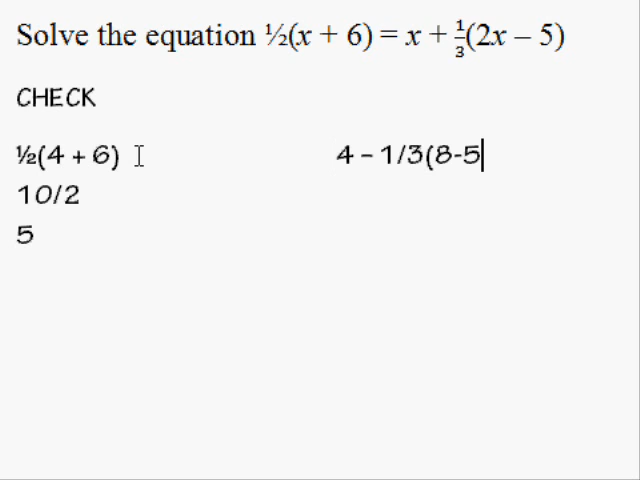 Solve the equation ½(x + 6) = x + ⅓(2x – 5)
CHECK
½(4 + 6) 4 – 1/3(8-5
10/2
5